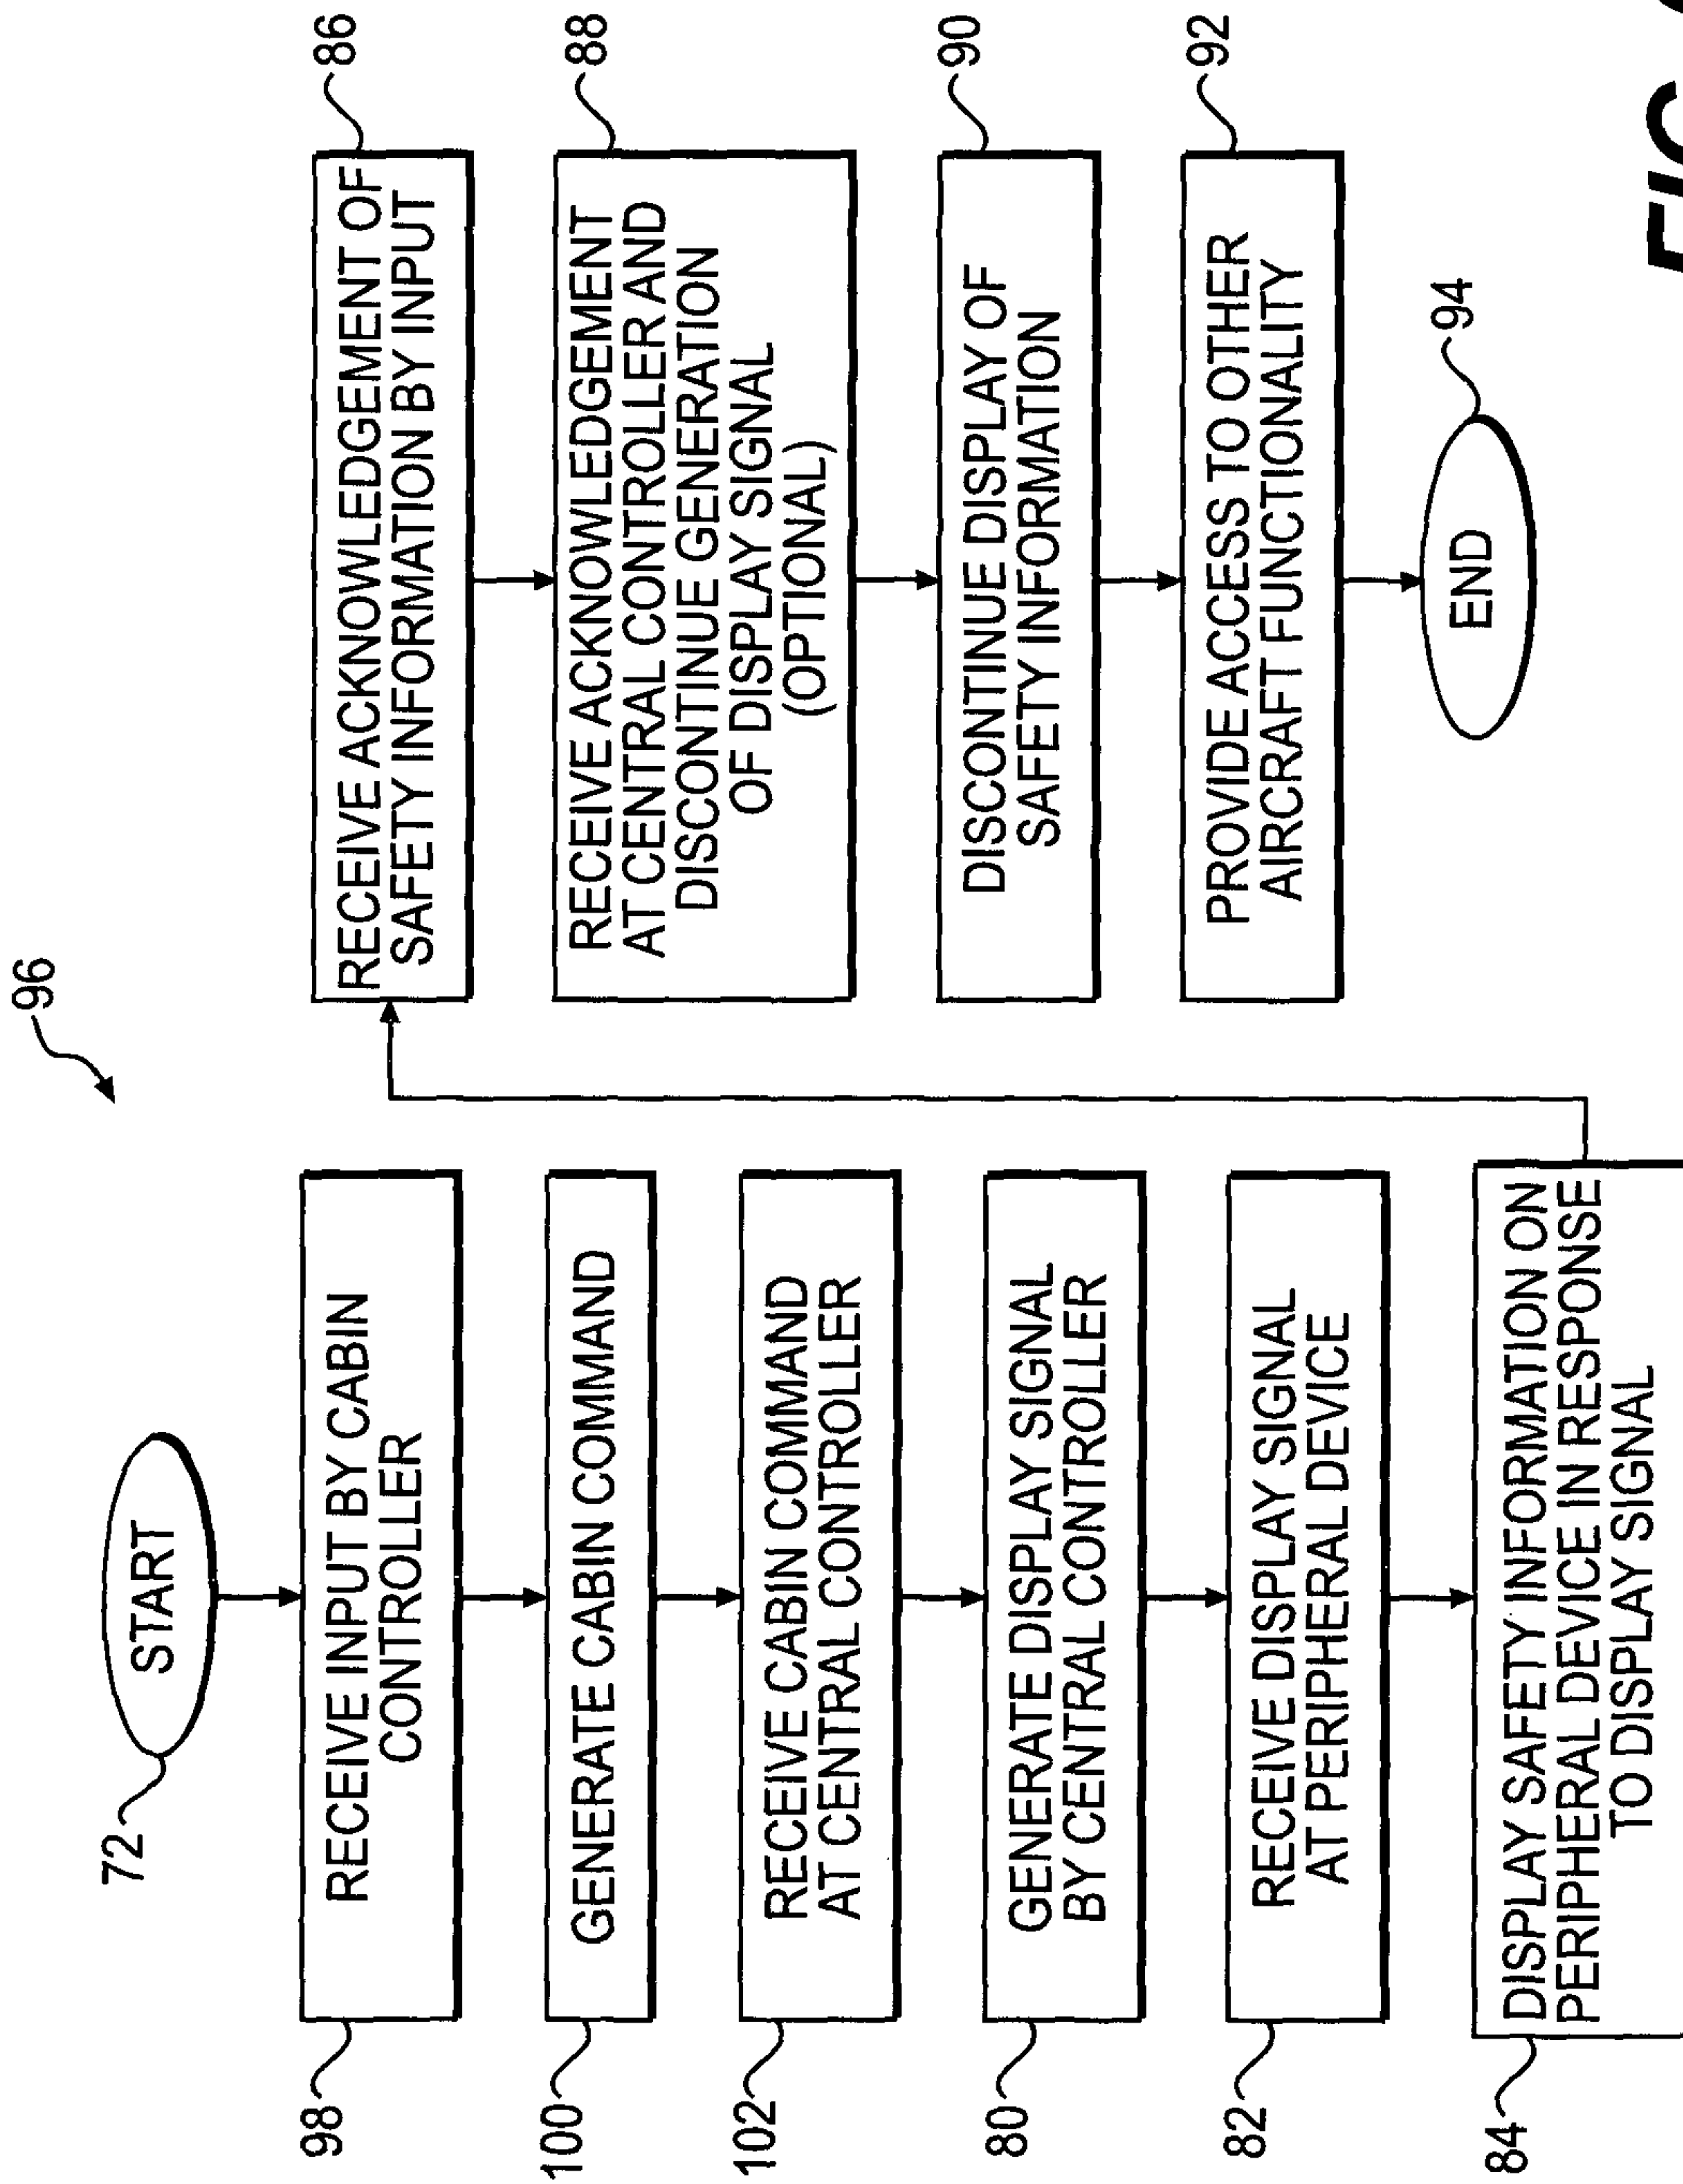 96
72
START
98
RECEIVE INPUT BY CABIN
CONTROLLER
100
GENERATE CABIN COMMAND
102
RECEIVE CABIN COMMAND
AT CENTRAL CONTROLLER
80
GENERATE DISPLAY SIGNAL
BY CENTRAL CONTROLLER
82
RECEIVE DISPLAY SIGNAL
AT PERIPHERAL DEVICE
84
DISPLAY SAFETY INFORMATION ON
PERIPHERAL DEVICE IN RESPONSE
TO DISPLAY SIGNAL
86
RECEIVE ACKNOWLEDGEMENT OF
SAFETY INFORMATION BY INPUT
88
RECEIVE ACKNOWLEDGEMENT
AT CENTRAL CONTROLLER AND
DISCONTINUE GENERATION
OF DISPLAY SIGNAL
(OPTIONAL)
90
DISCONTINUE DISPLAY OF
SAFETY INFORMATION
92
PROVIDE ACCESS TO OTHER
AIRCRAFT FUNCTIONALITY
94
END
FIG